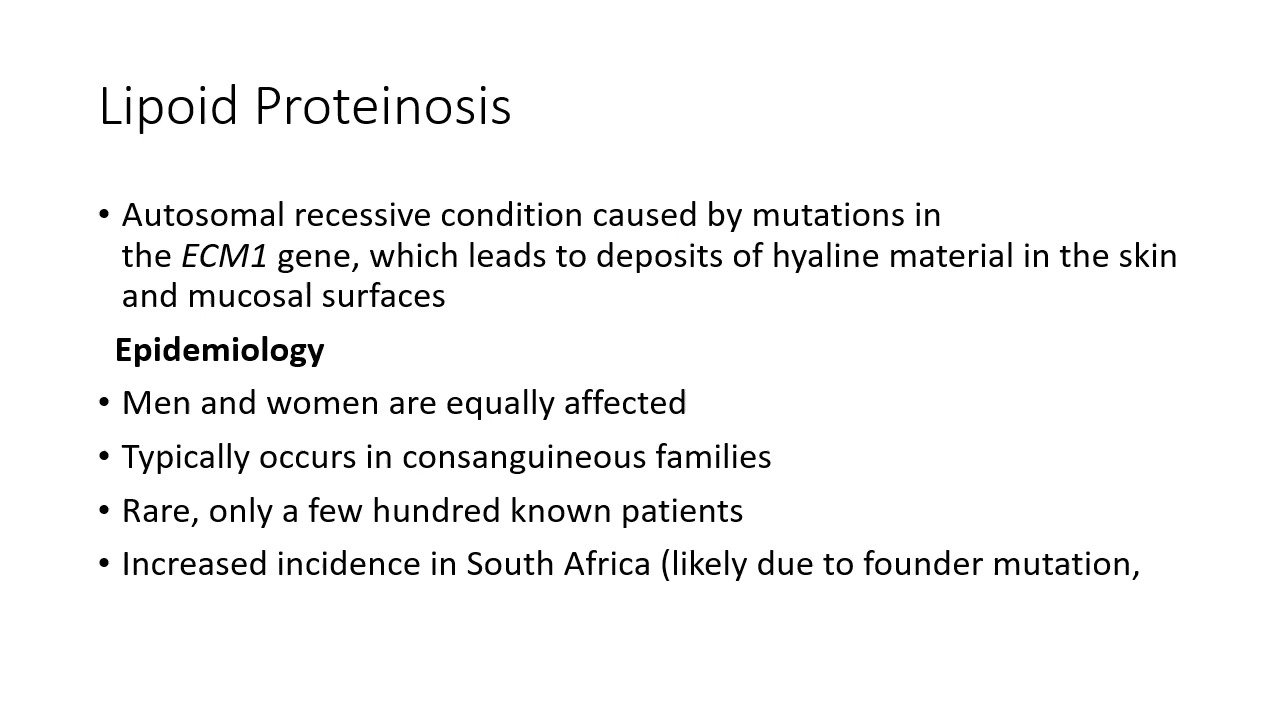 Lipoid Proteinosis
• Autosomal recessive condition caused by mutations in
the ECM1 gene, which leads to deposits of hyaline material in the skin
and mucosal surfaces
Epidemiology
• Men and women are equally affected
• Typically occurs in consanguineous families
• Rare, only a few hundred known patients
• Increased incidence in South Africa (likely due to founder mutation,